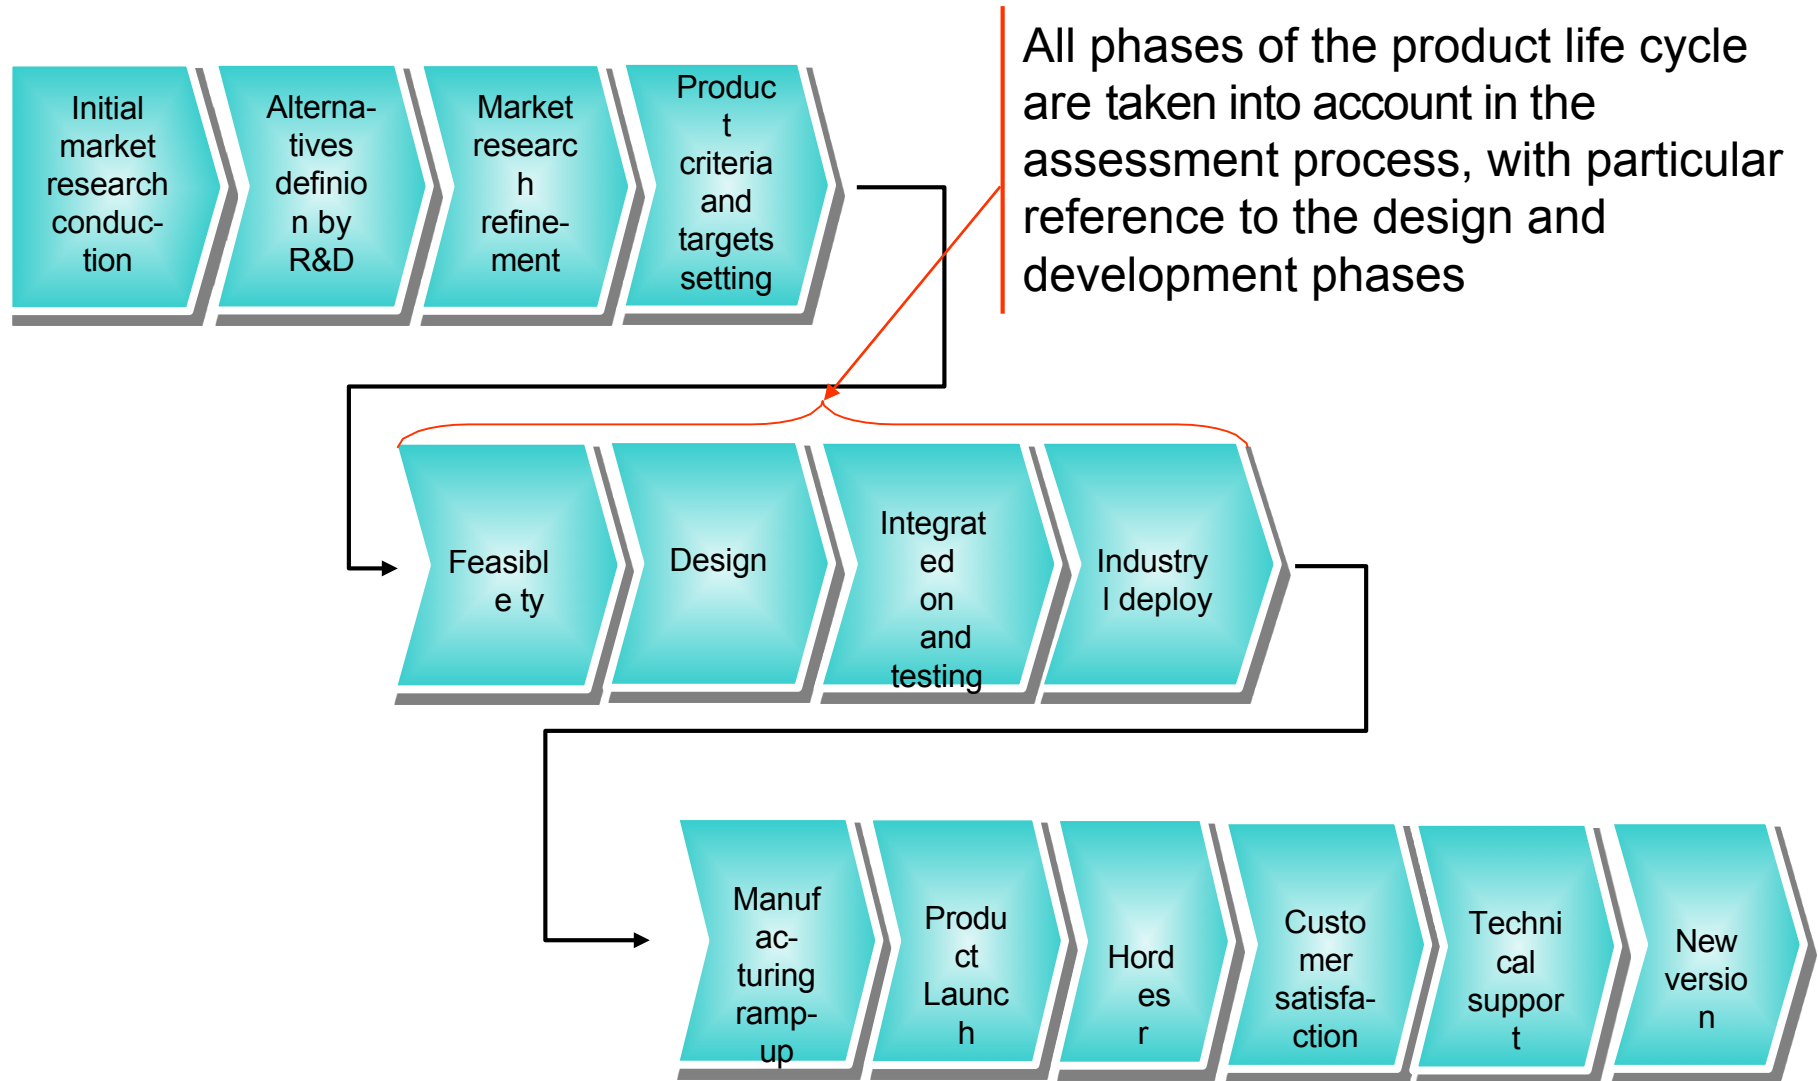 All phases of the product life cycle
are taken into account in the
assessment process, with particular
reference to the design and
development phases
Initial
market
research
conduc-
tion
Alterna-
tives
definio
n by
R&D
Market
researc
h
refine-
ment
Produc
t
criteria
and
targets
setting
Feasibl
e ty
Design
Integrat
ed
on
and
testing
Industry
l deploy
Manuf
ac-
turing
ramp-
up
Produ
ct
Launc
h
Hord
es
r
Custo
mer
satisfa-
ction
Techni
cal
suppor
t
New
versio
n